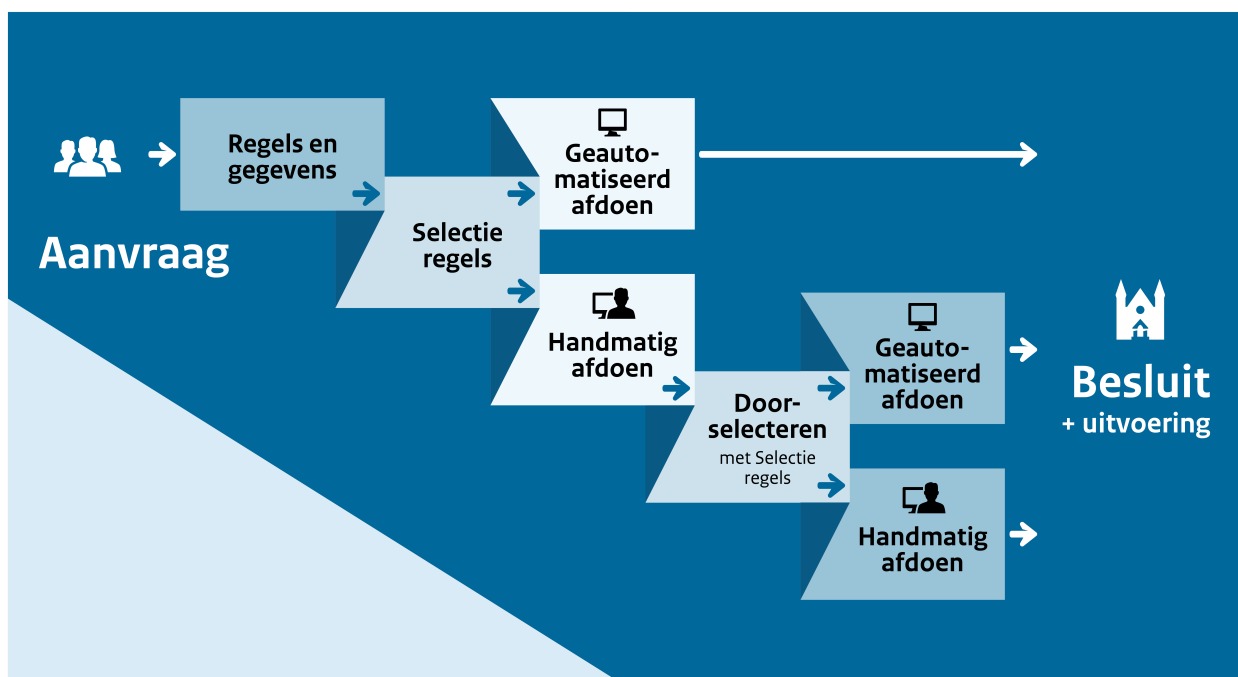 Aanvraag
Regels en
gegevens
Selectie
regels
Geauto-
matiseerd
afdoen
Handmatig
afdoen
Door-
selecteren
met Selectie
regels
Geauto-
matiseerd
afdoen
Handmatig
afdoen
Besluit
+ uitvoering